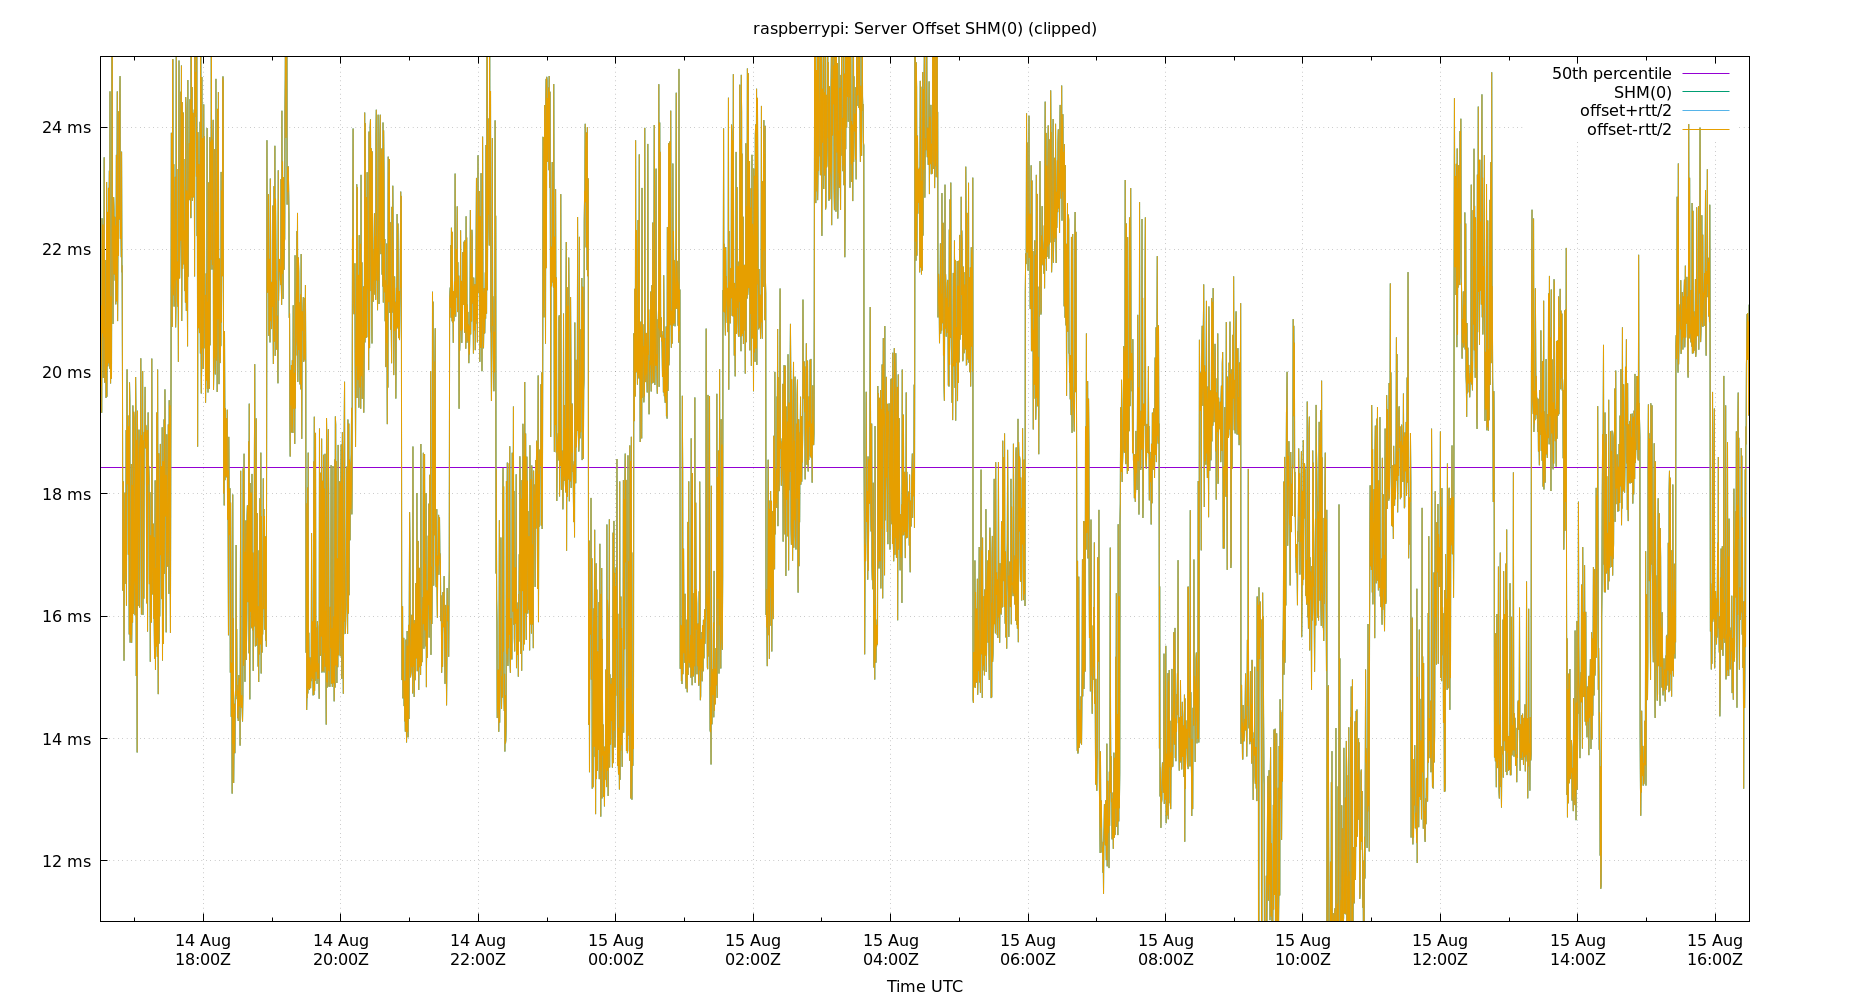 raspberrypi: Server Offset SHM(0) (clipped)
50th percentile
SHM(0)
offset+rtt/2
offset-rtt/2
24 ms
22 ms
20 ms
18 ms
16 ms
14 ms
12 ms
14 Aug 14 Aug 14 Aug 15 Aug 15 Aug 15 Aug 15 Aug 15 Aug 15 Aug 15 Aug 15 Aug 15 Aug
18:00Z 20:00Z 22:00Z 00:00Z 02:00Z 04:00Z 06:00Z 08:00Z 10:00Z 12:00Z 14:00Z 16:00Z
Time UTC